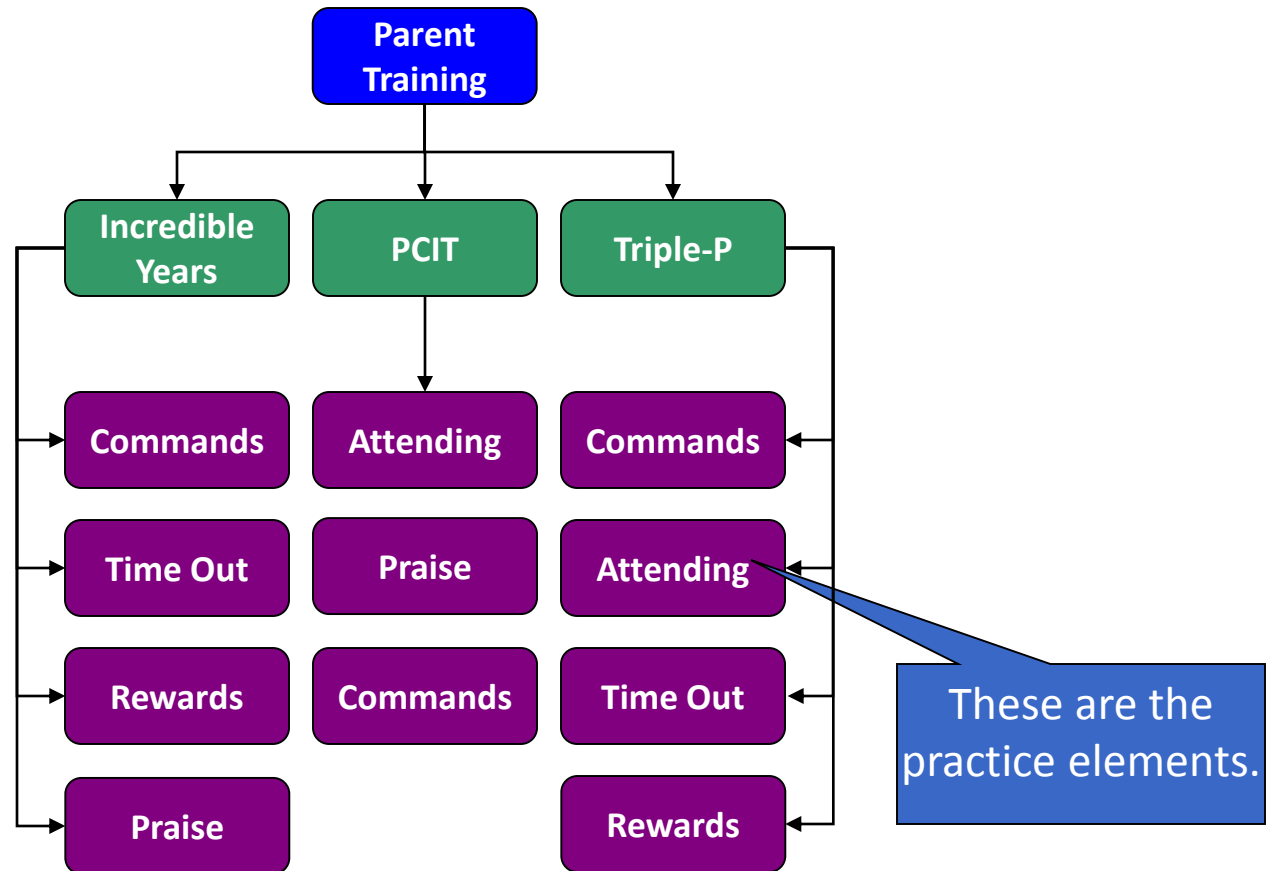 Parent
Training
Incredible
Years
PCIT
Triple-P
Commands
Attending
Commands
Time Out
Praise
Attending
Rewards
Commands
Time Out
Praise
Rewards
These are the
practice elements.